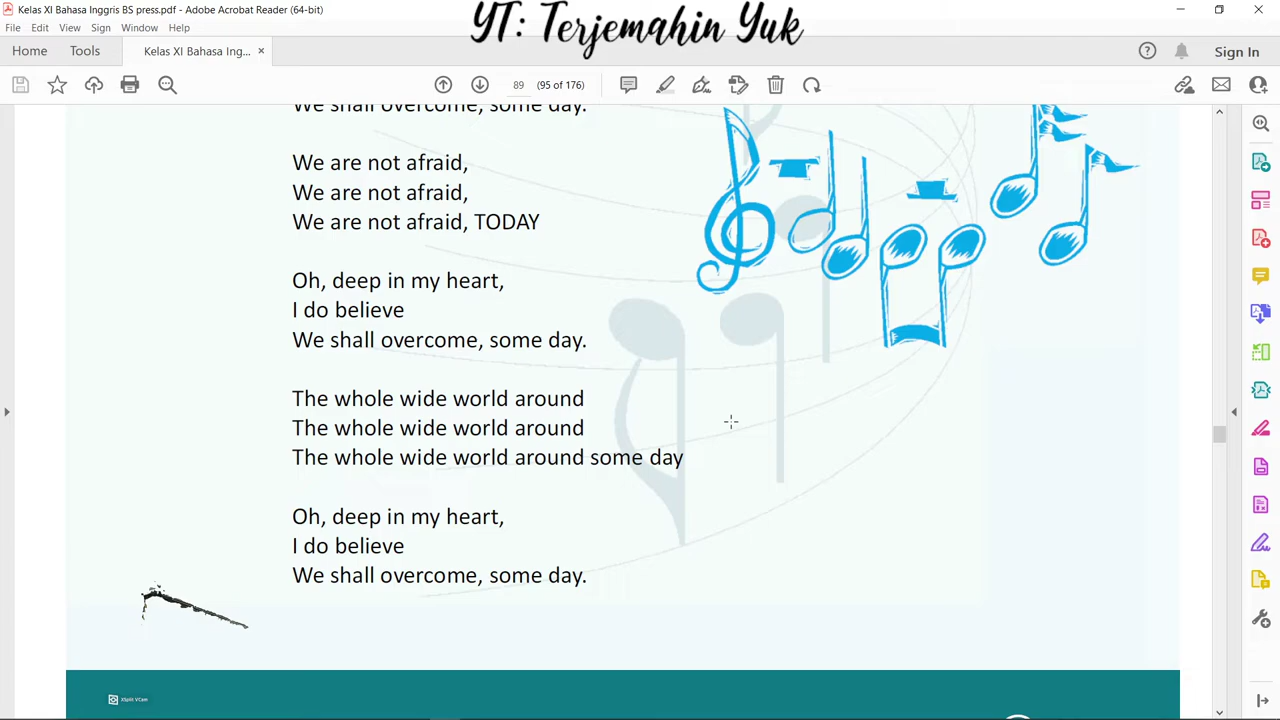 Kelas XI Bahasa Inggris BS press.pdf - Adobe Acrobat Reader (64-bit)
YT: Terjemahin Yuk
File Edit View Sign Window Help
Home Tools Kelas XI Bahasa Ing... × Sign In
89 (95 of 176)
We shall overcome, some day.
We are not afraid,
We are not afraid,
We are not afraid, TODAY
Oh, deep in my heart,
I do believe
We shall overcome, some day.
The whole wide world around
The whole wide world around
The whole wide world around some day
Oh, deep in my heart,
I do believe
We shall overcome, some day.
XSplit VCam